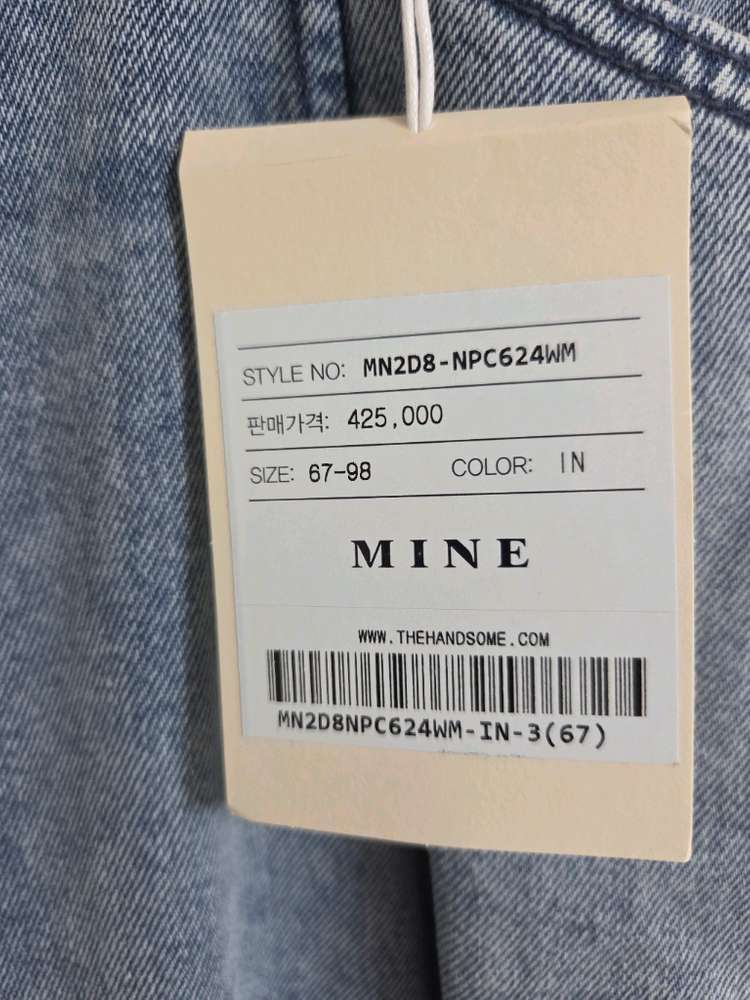 STYLE NO: MN2D8-NPC624WM
판매가격: 425,000
SIZE: 67-98 COLOR: IN
MINE
WWW.THEHANDSOME.COM
MN2D8NPC624WM-IN-3(67)